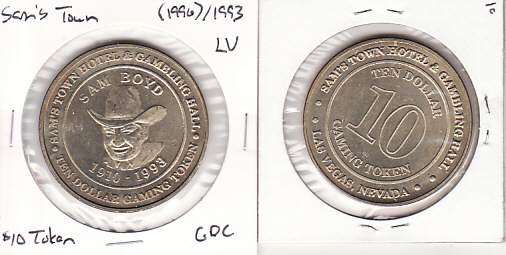 Sam's Town
(1996)/1993
LV
SAM'S TOWN HOTEL & GAMBLING HALL
SAM BOYD
1910 - 1993
TEN DOLLAR GAMING TOKEN
$10 Token
GDC
SAM'S TOWN HOTEL & GAMBLING HALL
TEN DOLLAR
10
GAMING TOKEN
LAS VEGAS, NEVADA